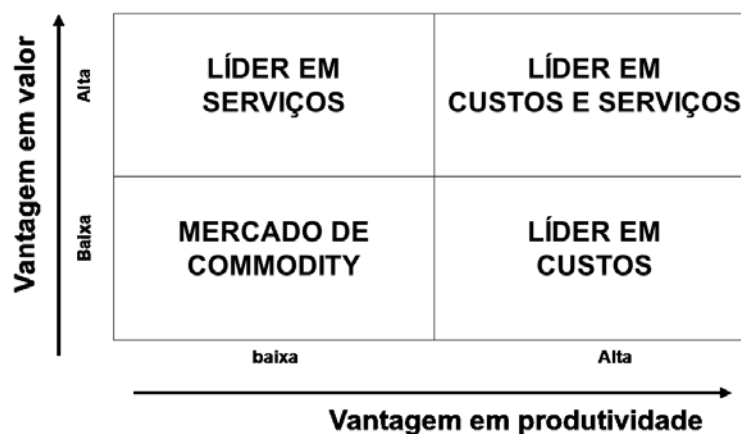 Vantagem em valor
Alta
Baixa
LÍDER EM
SERVIÇOS
LÍDER EM
CUSTOS E SERVIÇOS
MERCADO DE
COMMODITY
LÍDER EM
CUSTOS
baixa
Alta
Vantagem em produtividade